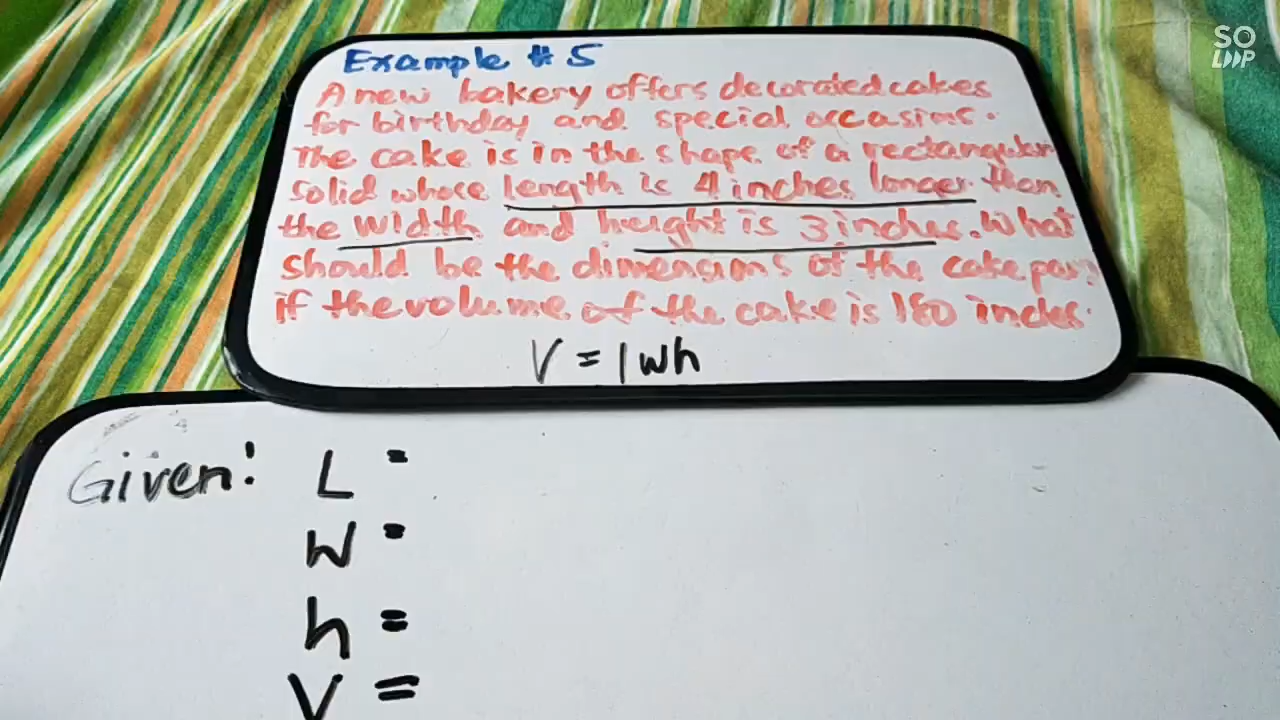 SO
LOOP
Example # 5
A new bakery offers decorated cakes
for birthday and special occasions.
The cake is in the shape of a rectangular
solid whose length is 4 inches longer than
the width and height is 3 inches. What
should be the dimensions of the cake pan
if the volume of the cake is 180 inches.
V = lwh
Given: L =
W =
h =
V =